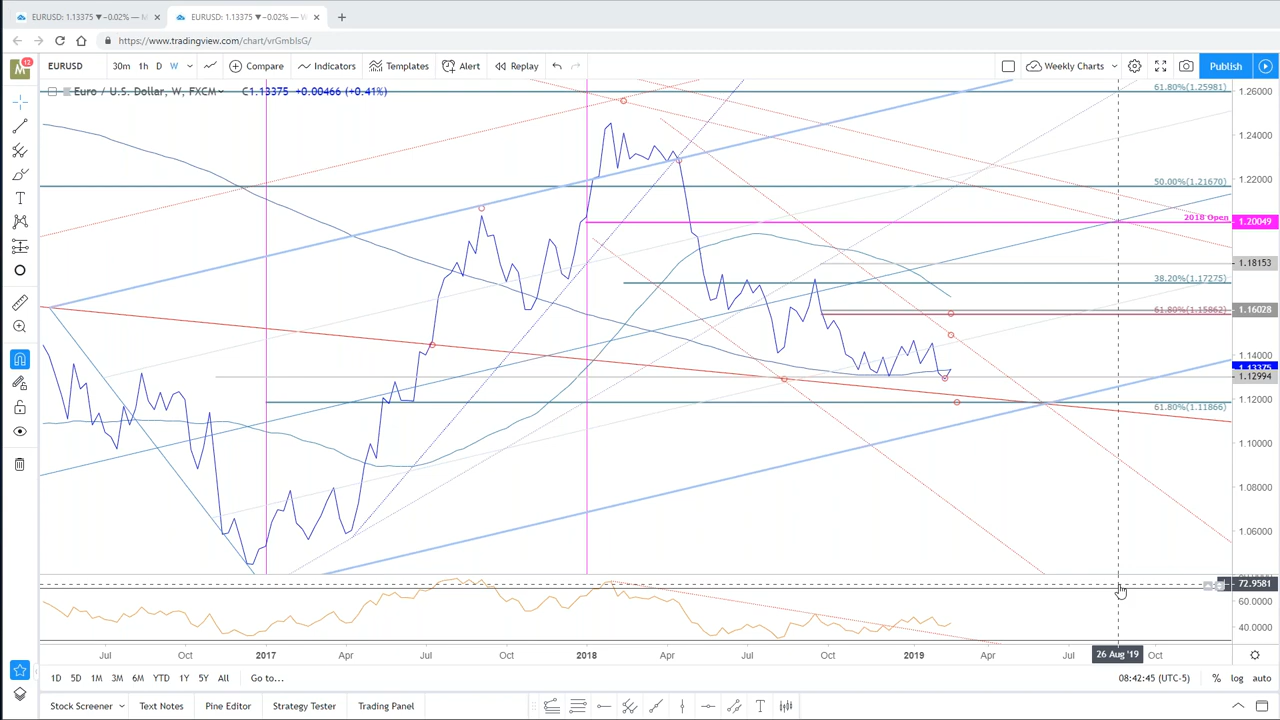 EURUSD: 1.13375 ▼−0.02% — M
EURUSD: 1.13375 ▼−0.02% — W
https://www.tradingview.com/chart/vrGmbIsG/
M 12
EURUSD 30m 1h D W Compare Indicators Templates Alert Replay Weekly Charts Publish
Euro / U.S. Dollar, W, FXCM C1.13375 +0.00466 (+0.41%)
61.80%(1.25981) 1.26000
1.24000
1.22000
50.00%(1.21670)
2018 Open 1.20049
1.18153
38.20%(1.17275)
61.80%(1.15862) 1.16028
1.14000
1.13375
1.12994
1.12000
61.80%(1.11866)
1.10000
1.08000
1.06000
72.9581
60.0000
40.0000
Jul Oct 2017 Apr Jul Oct 2018 Apr Jul Oct 2019 Apr Jul 26 Aug '19 Oct
1D 5D 1M 3M 6M YTD 1Y 5Y All Go to... 08:42:45 (UTC-5) % log auto
Stock Screener Text Notes Pine Editor Strategy Tester Trading Panel